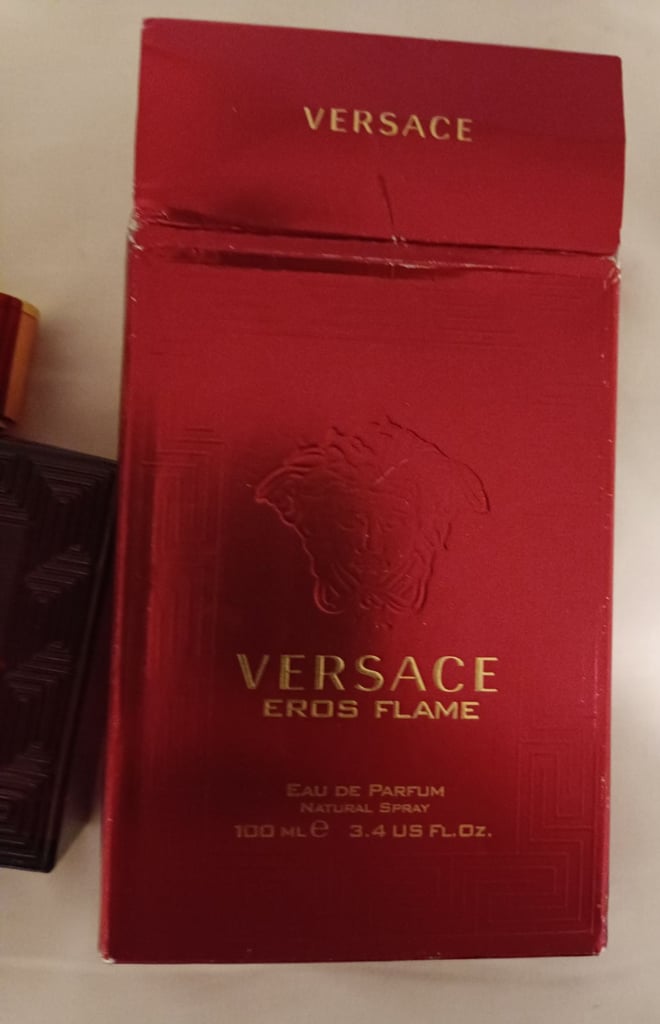 VERSACE
VERSACE
EROS FLAME
EAU DE PARFUM
NATURAL SPRAY
100 ML ℮ 3.4 US FL.OZ.